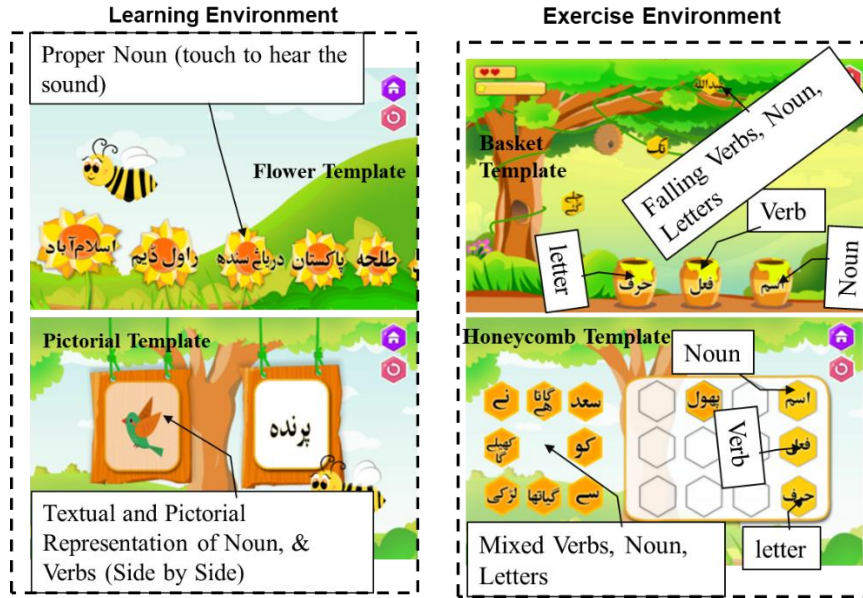 Learning Environment
Exercise Environment
Proper Noun (touch to hear the
sound)
Flower Template
اسلام آباد
راول ڈیم
دریائے سندھ
پاکستان
طلحہ
Pictorial Template
پرندہ
Textual and Pictorial
Representation of Noun, &
Verbs (Side by Side)
عبداللہ
Basket
Template
تک
Falling Verbs, Noun,
Letters
Verb
letter
Noun
حرف
فعل
اسم
Honeycomb Template
Noun
نے
گاتا ہے
سعد
پھول
اسم
کھیلے گا
کو
Verb
فعل
لڑکی
سے
حرف
Mixed Verbs, Noun,
Letters
letter